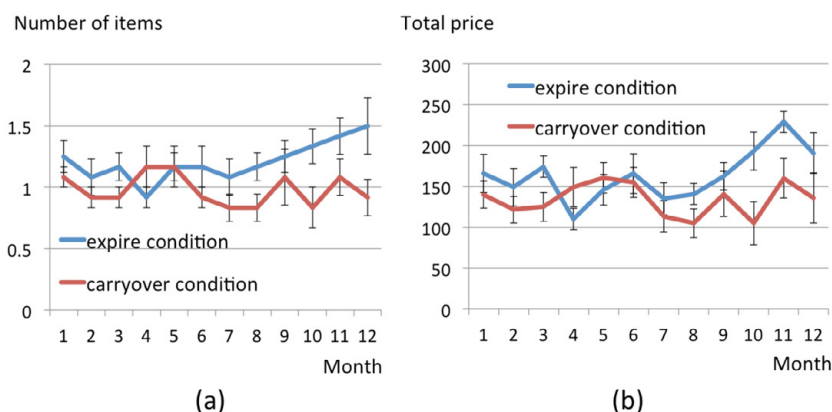 Number of items
2
1.5
1
0.5
0
expire condition
carryover condition
1 2 3 4 5 6 7 8 9 10 11 12
Month
(a)
Total price
300
250
200
150
100
50
0
expire condition
carryover condition
1 2 3 4 5 6 7 8 9 10 11 12
Month
(b)